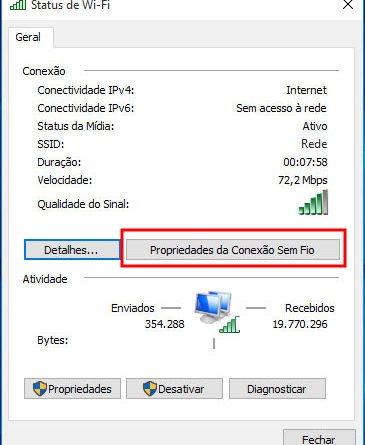 Status de Wi-Fi
Geral
Conexão
Conectividade IPv4: Internet
Conectividade IPv6: Sem acesso à rede
Status da Mídia: Ativo
SSID: Rede
Duração: 00:07:58
Velocidade: 72,2 Mbps
Qualidade do Sinal:
Detalhes... Propriedades da Conexão Sem Fio
Atividade
Enviados Recebidos
354.288 19.770.296
Bytes:
Propriedades Desativar Diagnosticar
Fechar